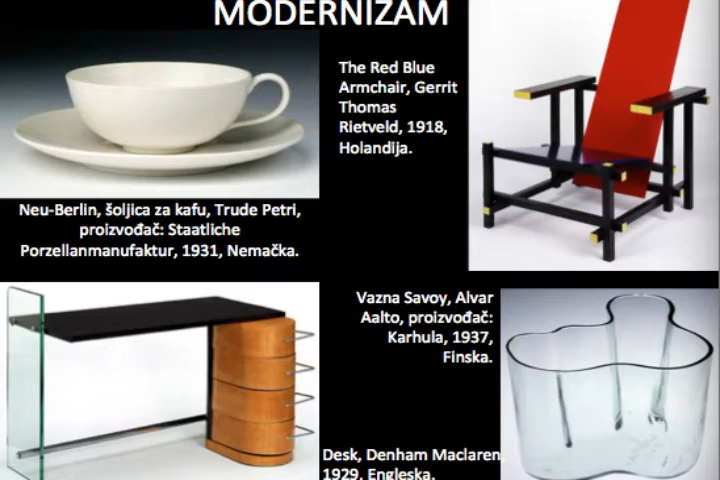 MODERNIZAM
The Red Blue
Armchair, Gerrit
Thomas
Rietveld, 1918,
Holandija.
Neu-Berlin, šoljica za kafu, Trude Petri,
proizvođač: Staatliche
Porzellanmanufaktur, 1931, Nemačka.
Vazna Savoy, Alvar
Aalto, proizvođač:
Karhula, 1937,
Finska.
Desk, Denham Maclaren,
1929, Engleska.